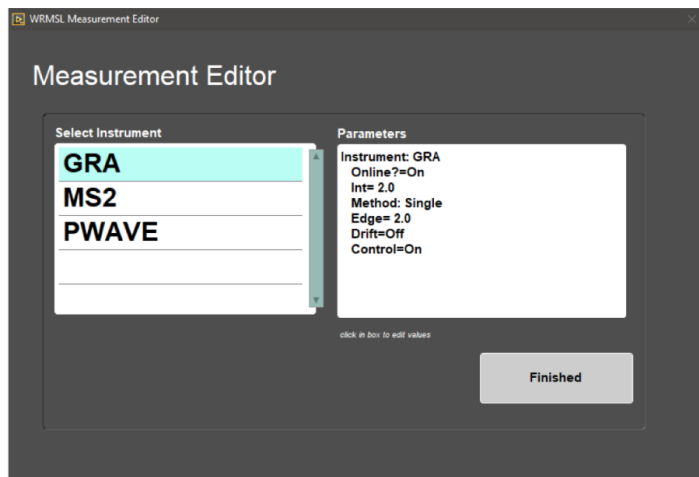 WRMSL Measurement Editor
Measurement Editor
Select Instrument
GRA
MS2
PWAVE
Parameters
Instrument: GRA
Online?=On
Int= 2.0
Method: Single
Edge= 2.0
Drift=Off
Control=On
click in box to edit values
Finished